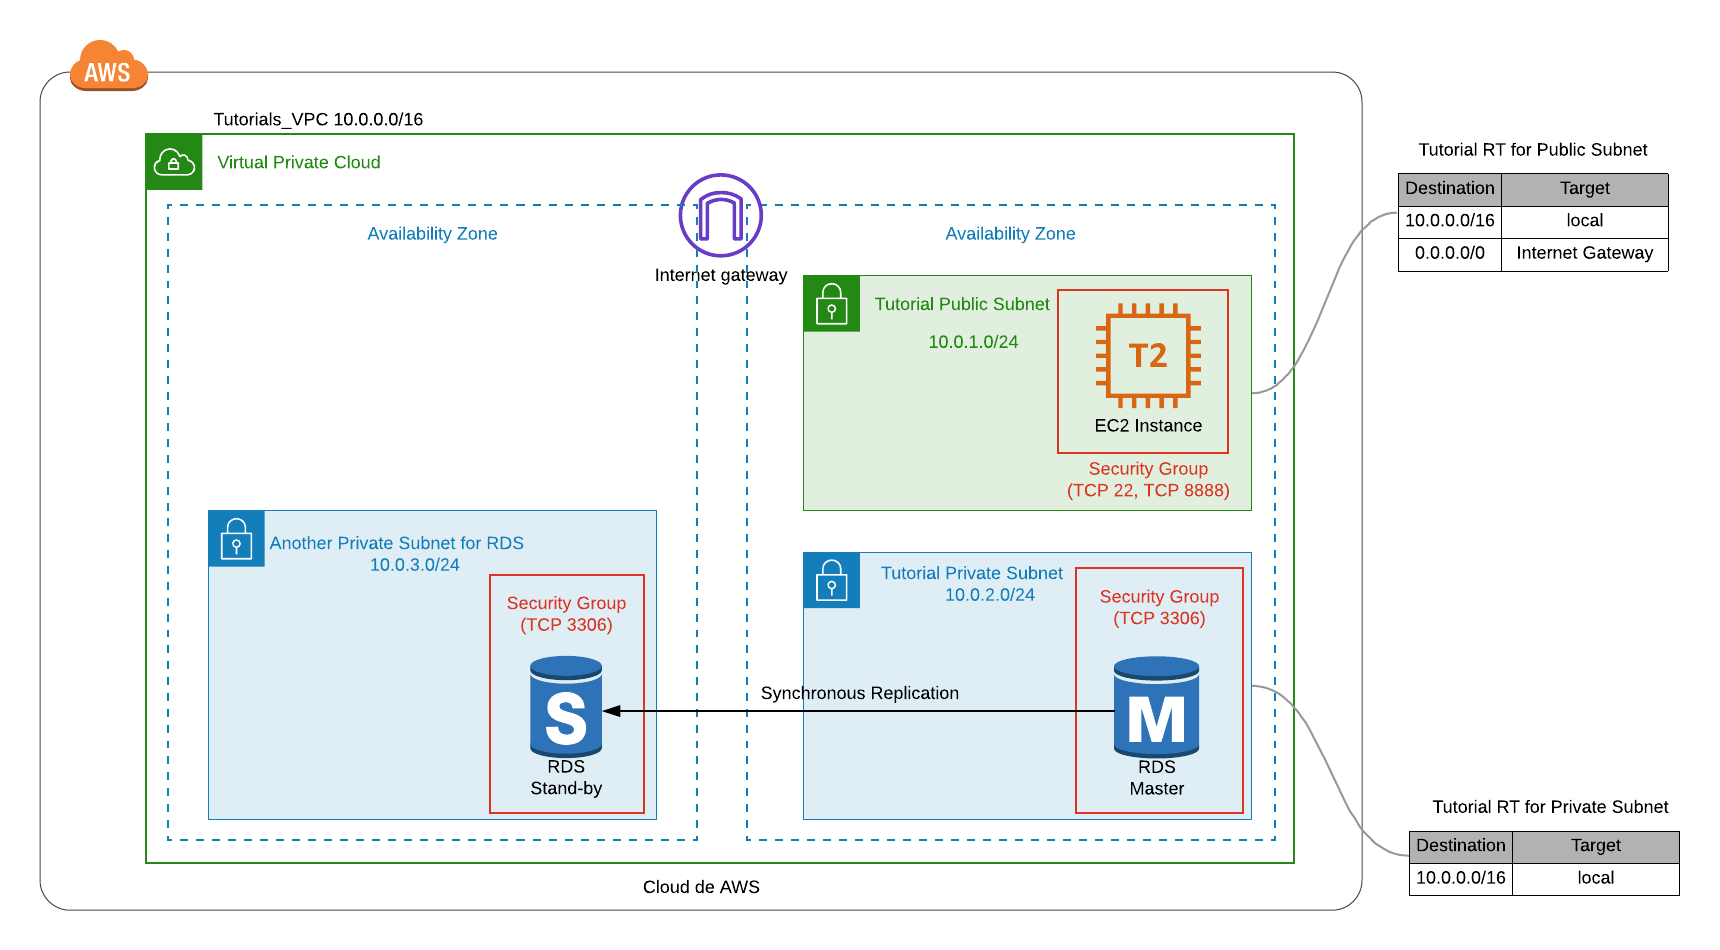 AWS
Tutorials_VPC 10.0.0.0/16
Virtual Private Cloud
Availability Zone
Internet gateway
Availability Zone
Tutorial Public Subnet
10.0.1.0/24
T2
EC2 Instance
Security Group
(TCP 22, TCP 8888)
Another Private Subnet for RDS
10.0.3.0/24
Security Group
(TCP 3306)
S
RDS
Stand-by
Synchronous Replication
Tutorial Private Subnet
10.0.2.0/24
Security Group
(TCP 3306)
M
RDS
Master
Cloud de AWS
Tutorial RT for Public Subnet
Destination Target
10.0.0.0/16 local
0.0.0.0/0 Internet Gateway
Tutorial RT for Private Subnet
Destination Target
10.0.0.0/16 local